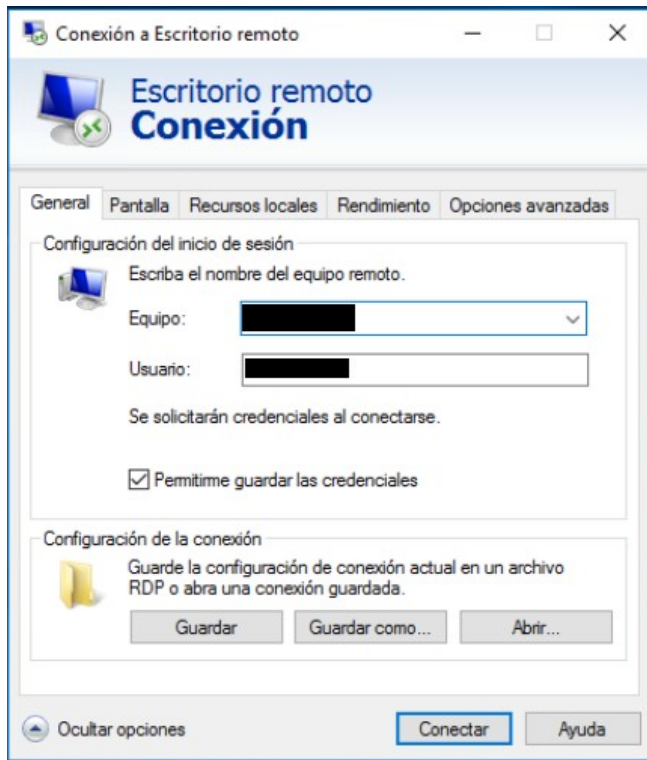 Conexión a Escritorio remoto
Escritorio remoto
Conexión
General Pantalla Recursos locales Rendimiento Opciones avanzadas
Configuración del inicio de sesión
Escriba el nombre del equipo remoto.
Equipo:
Usuario:
Se solicitarán credenciales al conectarse.
Permitirme guardar las credenciales
Configuración de la conexión
Guarde la configuración de conexión actual en un archivo
RDP o abra una conexión guardada.
Guardar Guardar como... Abrir...
Ocultar opciones Conectar Ayuda